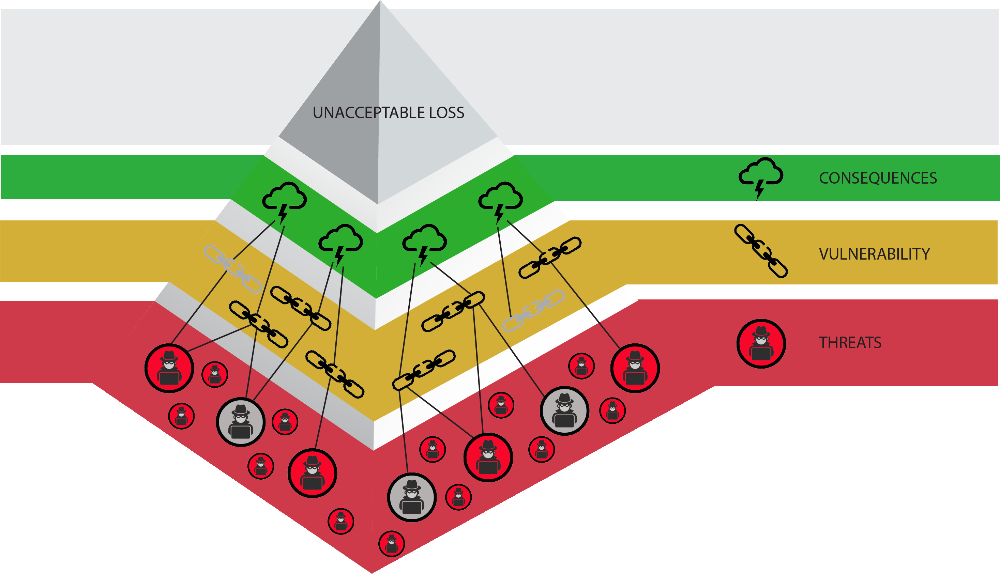 UNACCEPTABLE LOSS
CONSEQUENCES
VULNERABILITY
THREATS